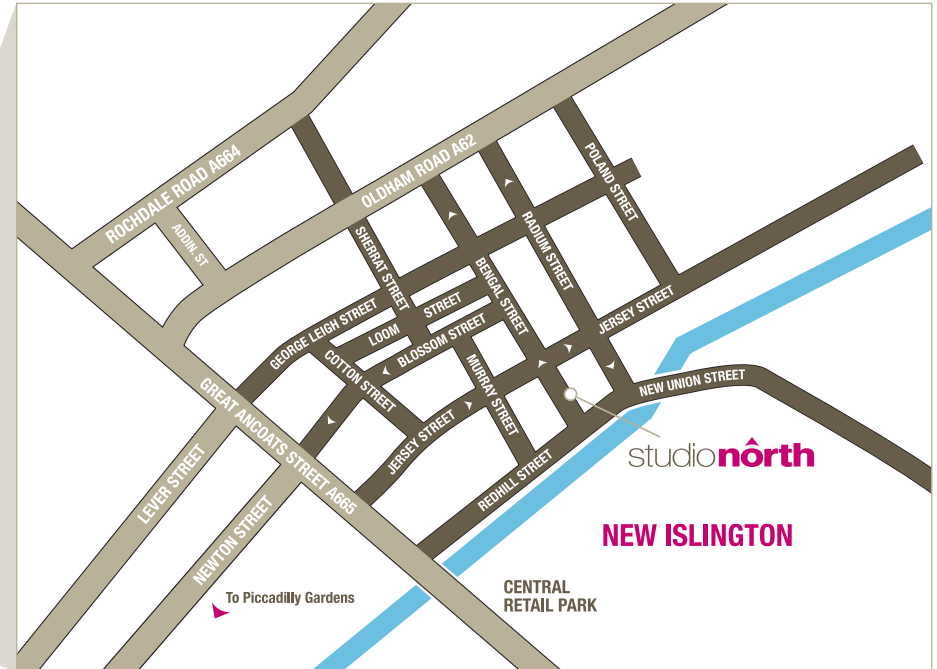 ROCHDALE ROAD A664
OLDHAM ROAD A62
POLAND STREET
ADDIN. ST
SHERRAT STREET
RADIUM STREET
BENGAL STREET
GEORGE LEIGH STREET
LOOM STREET
JERSEY STREET
BLOSSOM STREET
COTTON STREET
MURRAY STREET
NEW UNION STREET
GREAT ANCOATS STREET A665
JERSEY STREET
LEVER STREET
REDHILL STREET
studionôrth
NEWTON STREET
NEW ISLINGTON
To Piccadilly Gardens
CENTRAL
RETAIL PARK